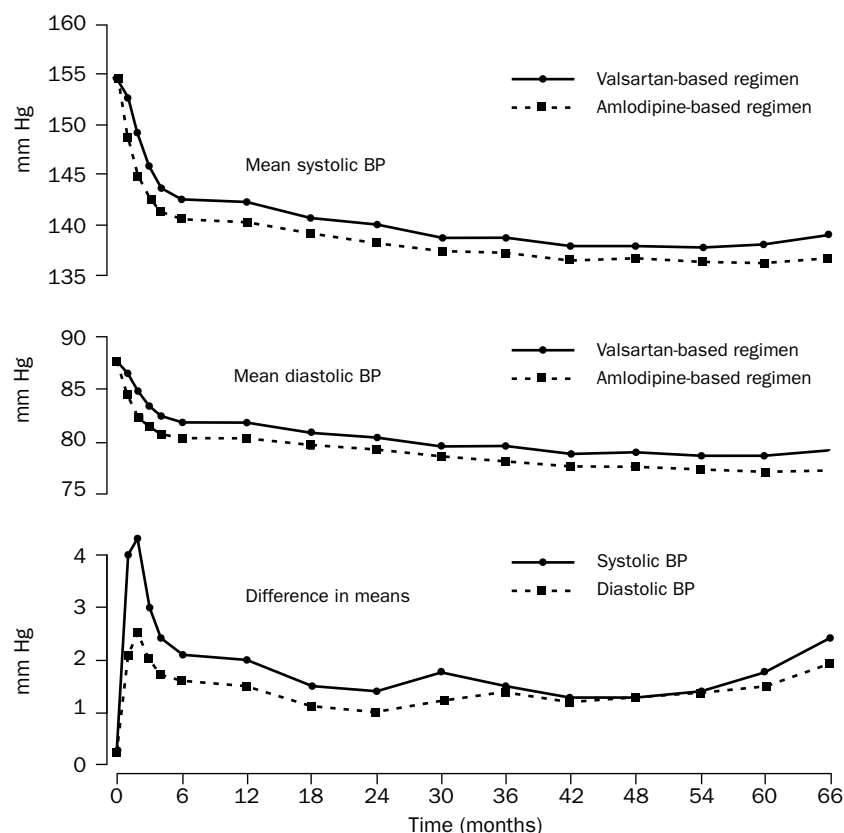 160
155
150
145
140
135
mm Hg
Valsartan-based regimen
Amlodipine-based regimen
Mean systolic BP
90
85
80
75
mm Hg
Valsartan-based regimen
Amlodipine-based regimen
Mean diastolic BP
4
3
2
1
0
mm Hg
Systolic BP
Diastolic BP
Difference in means
0 6 12 18 24 30 36 42 48 54 60 66
Time (months)